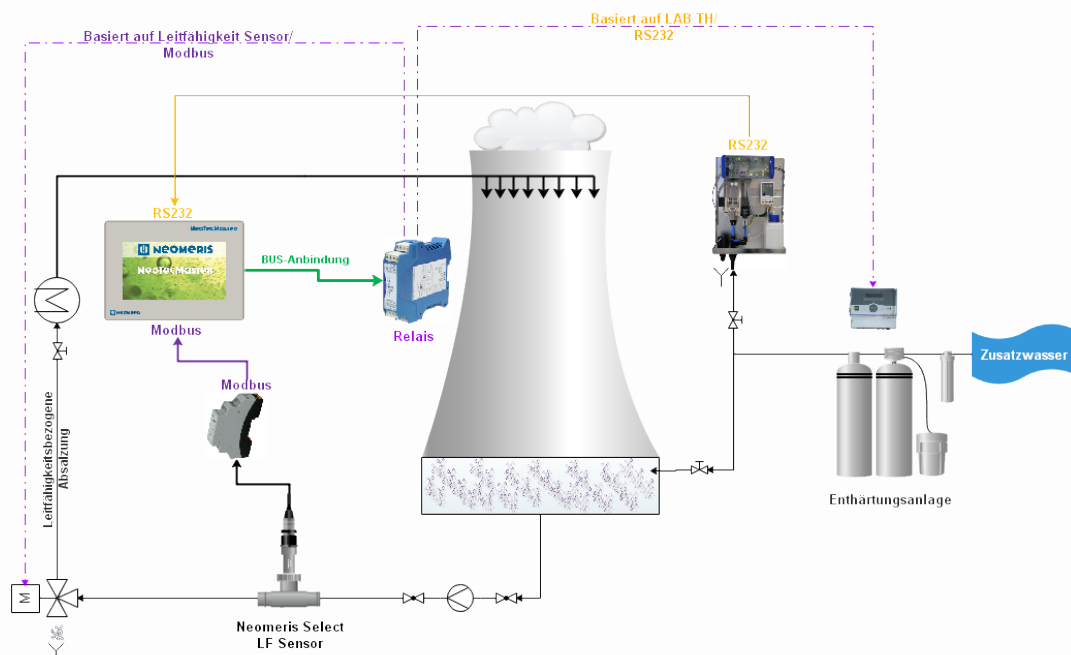 Basiert auf LAB TH/
RS232
Basiert auf Leitfähigkeit Sensor/
Modbus
RS232
RS232
NEOMERIS
NeoTecMaster
BUS-Anbindung
Modbus
Relais
Modbus
Zusatzwasser
Leitfähigkeitsbezogene
Absalzung
Enthärtungsanlage
M
Neomeris Select
LF Sensor